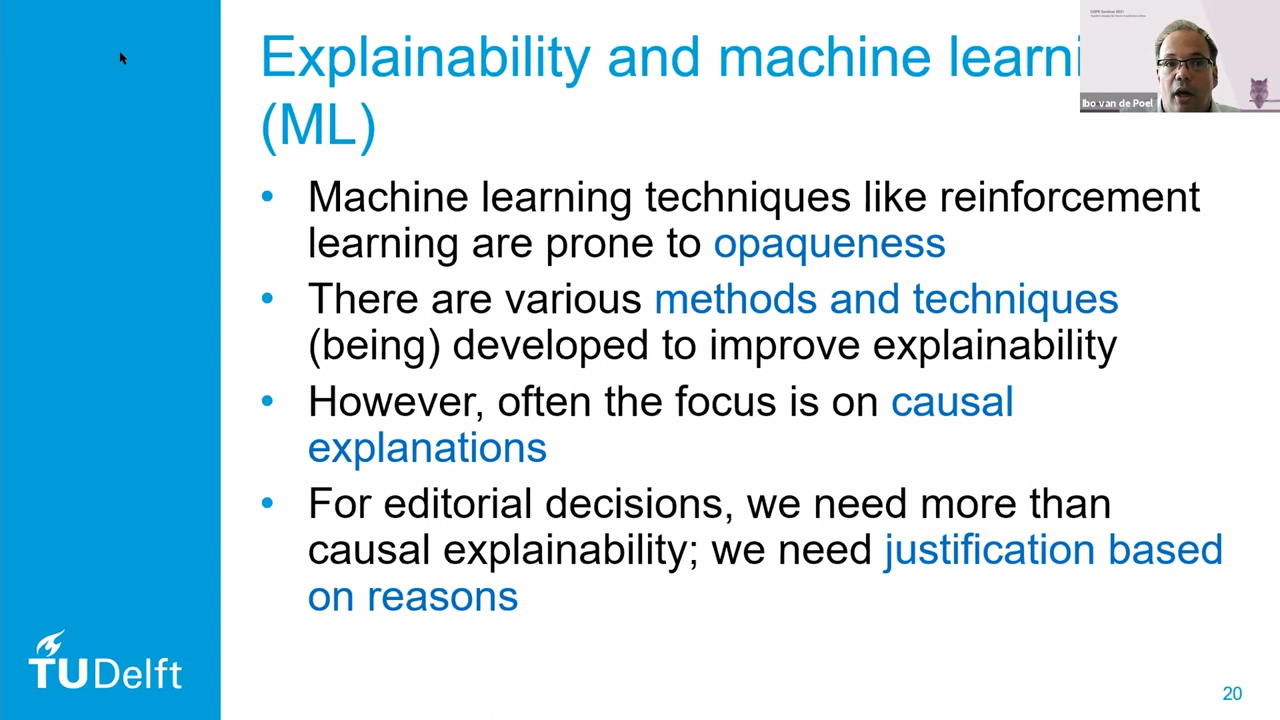 Explainability and machine learni
(ML)
Ibo van de Poel
• Machine learning techniques like reinforcement
learning are prone to opaqueness
• There are various methods and techniques
(being) developed to improve explainability
• However, often the focus is on causal
explanations
• For editorial decisions, we need more than
causal explainability; we need justification based
on reasons
TU Delft
20